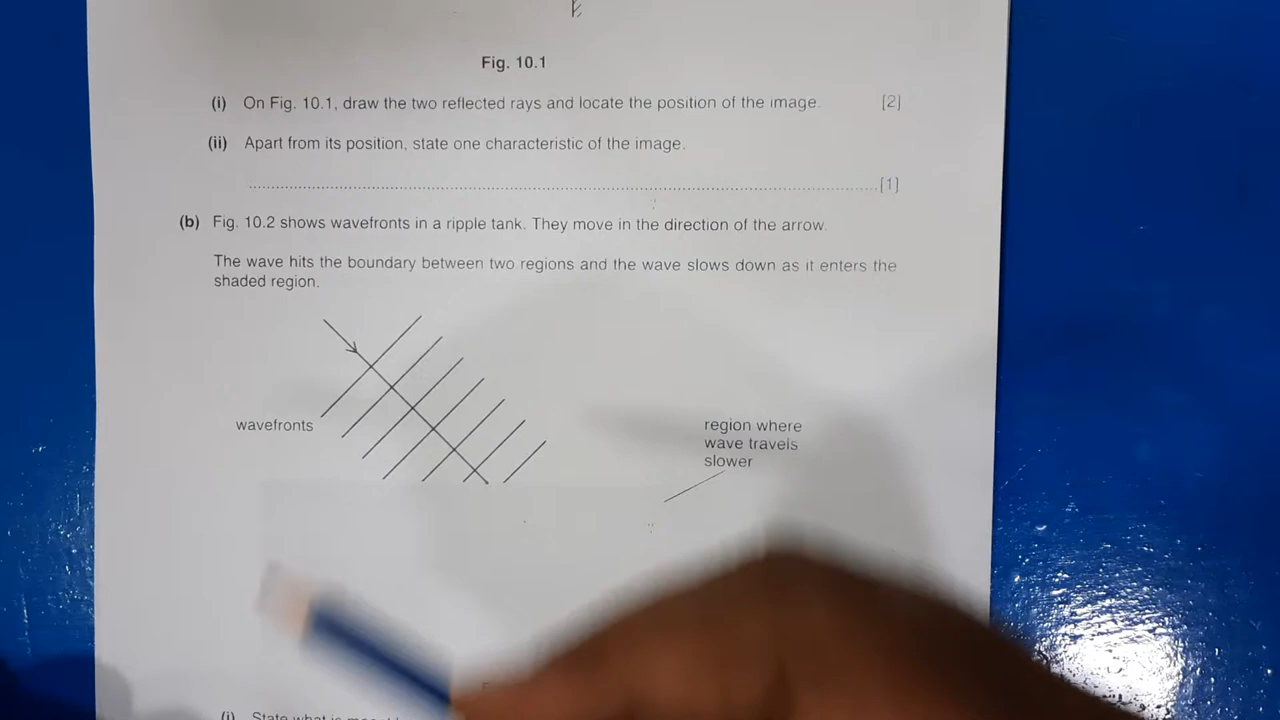 Fig. 10.1
(i) On Fig. 10.1, draw the two reflected rays and locate the position of the image. [2]
(ii) Apart from its position, state one characteristic of the image.
..........................................................................................................................................[1]
(b) Fig. 10.2 shows wavefronts in a ripple tank. They move in the direction of the arrow.
The wave hits the boundary between two regions and the wave slows down as it enters the
shaded region.
wavefronts
region where
wave travels
slower
(i) State what is